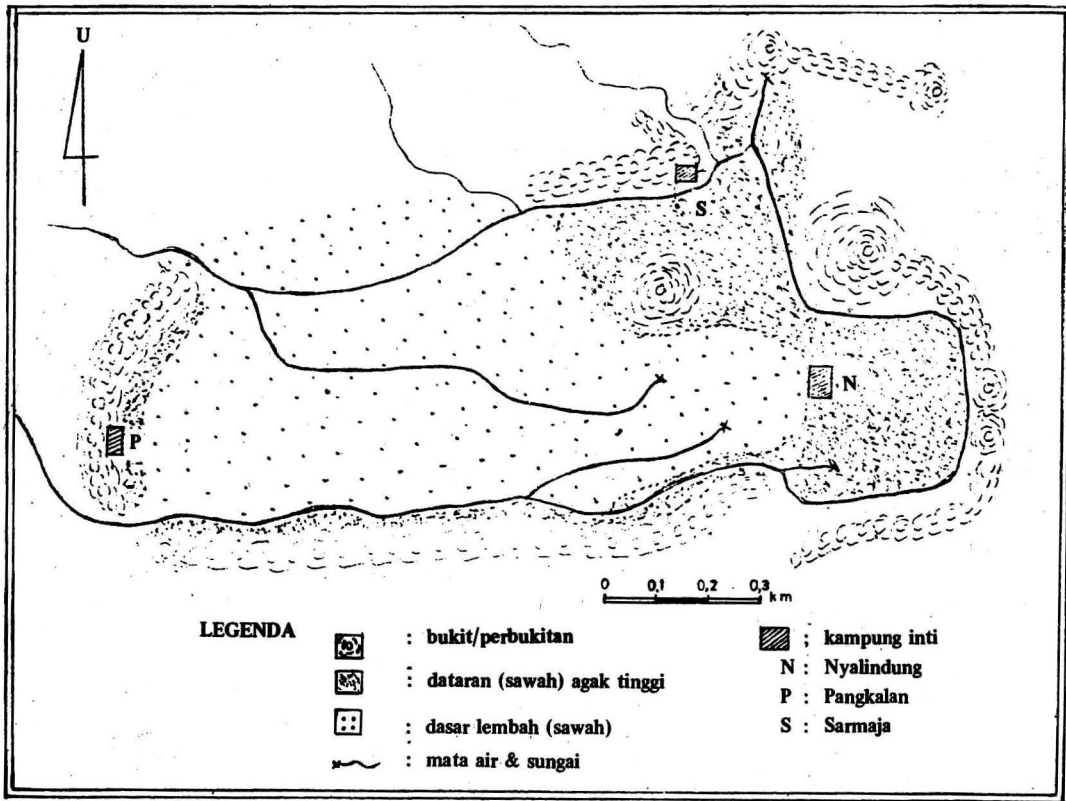 U
S
N
P
0 0,1 0,2 0,3
km
LEGENDA
: bukit/perbukitan
: dataran (sawah) agak tinggi
: dasar lembah (sawah)
: mata air & sungai
; kampung inti
N : Nyalindung
P : Pangkalan
S : Sarmaja